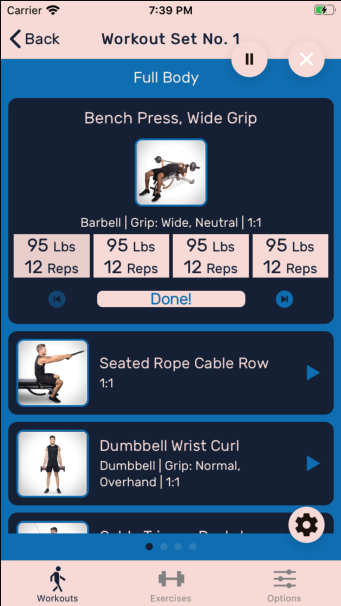 Carrier 7:39 PM
Back Workout Set No. 1
Full Body
Bench Press, Wide Grip
Barbell | Grip: Wide, Neutral | 1:1
95 Lbs 95 Lbs 95 Lbs 95 Lbs
12 Reps 12 Reps 12 Reps 12 Reps
Done!
Seated Rope Cable Row
1:1
Dumbbell Wrist Curl
Dumbbell | Grip: Normal,
Overhand | 1:1
Workouts Exercises Options